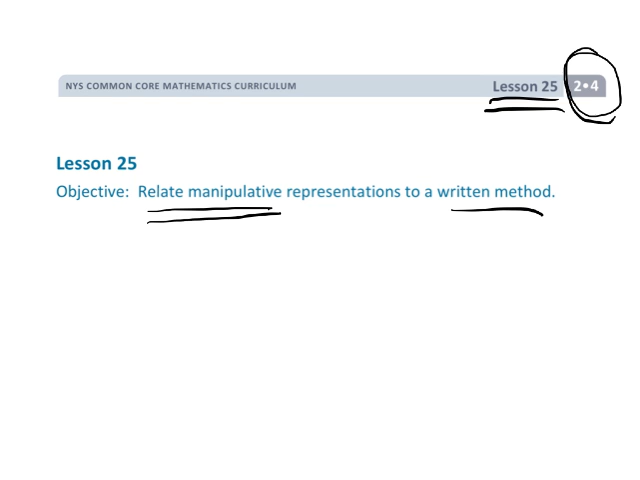 NYS COMMON CORE MATHEMATICS CURRICULUM Lesson 25 2•4
Lesson 25
Objective: Relate manipulative representations to a written method.